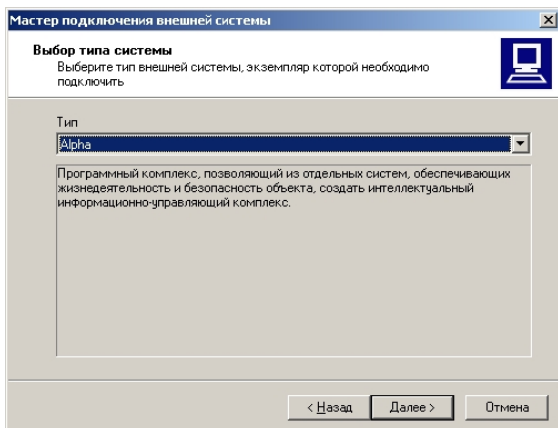 Мастер подключения внешней системы
Выбор типа системы
Выберите тип внешней системы, экземпляр которой необходимо
подключить
Тип
Alpha
Программный комплекс, позволяющий из отдельных систем, обеспечивающих
жизнедеятельность и безопасность объекта, создать интеллектуальный
информационно-управляющий комплекс.
< Назад Далее > Отмена